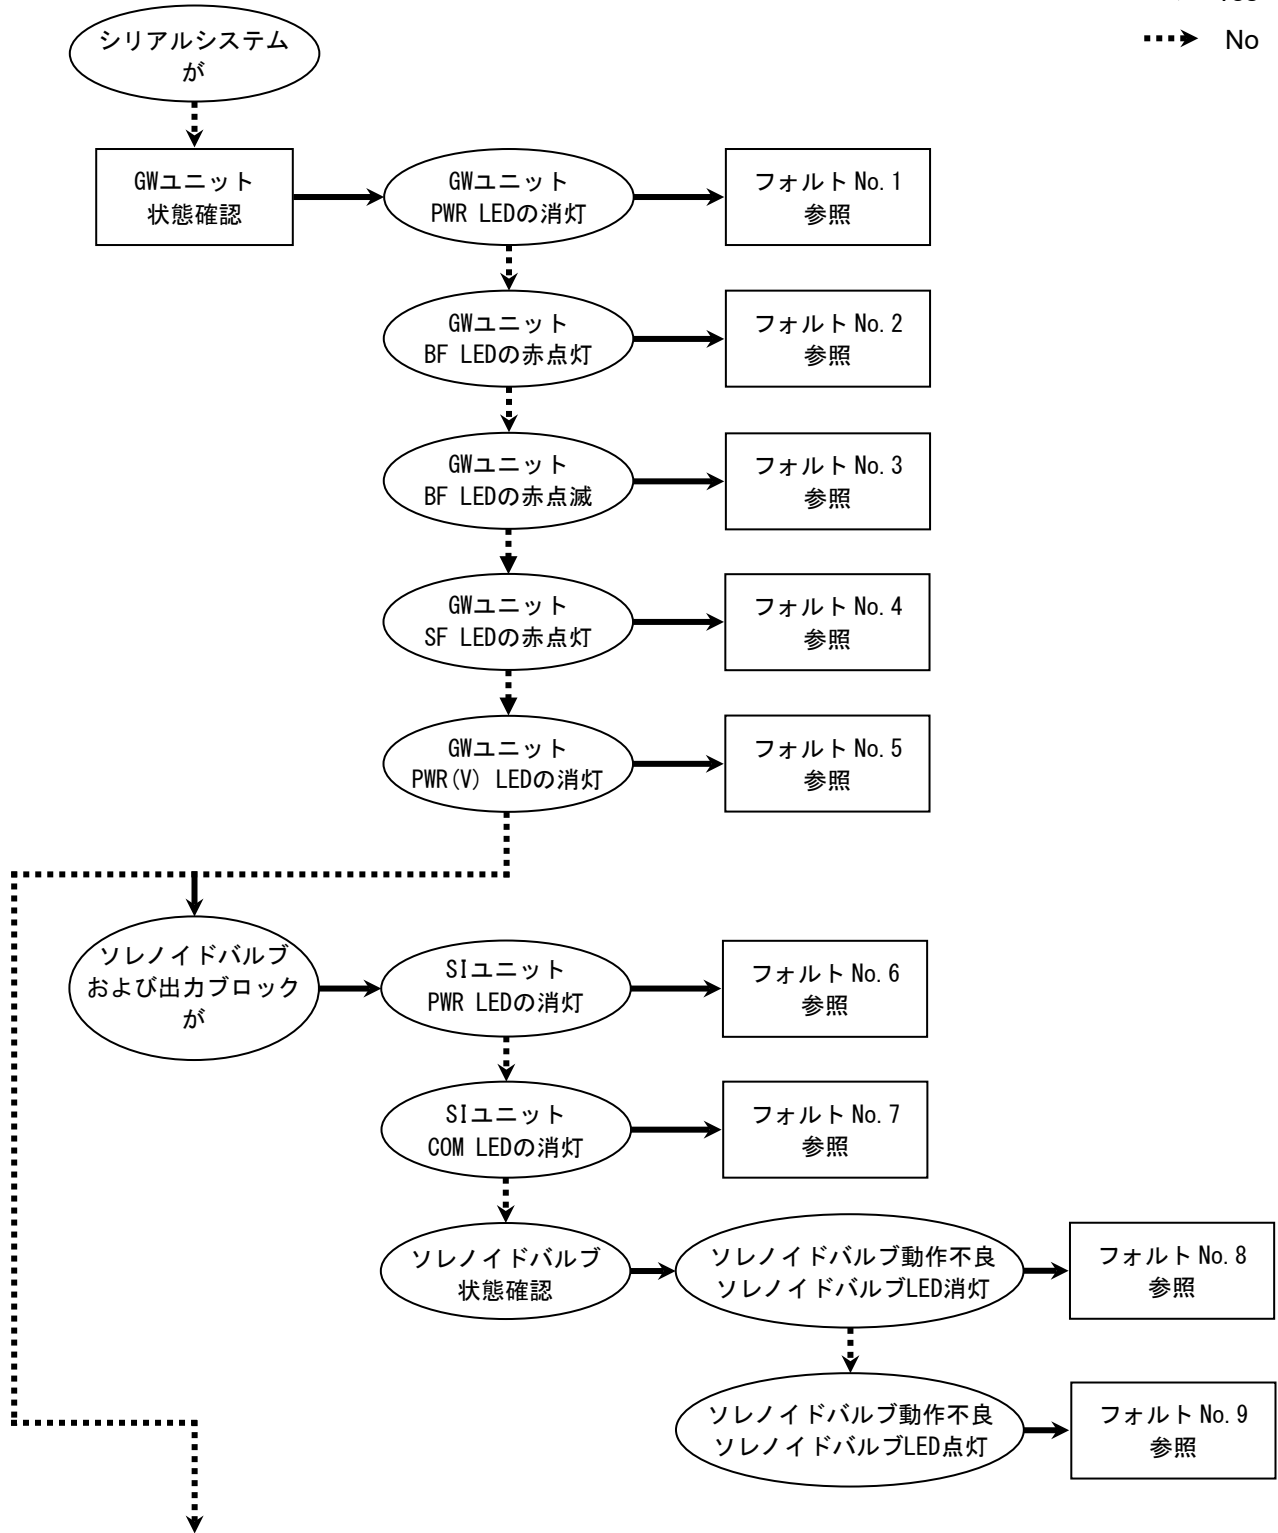 No
シリアルシステム
が
GWユニット
状態確認
GWユニット
PWR LEDの消灯
フォルト No.1
参照
GWユニット
BF LEDの赤点灯
フォルト No.2
参照
GWユニット
BF LEDの赤点滅
フォルト No.3
参照
GWユニット
SF LEDの赤点灯
フォルト No.4
参照
GWユニット
PWR(V) LEDの消灯
フォルト No.5
参照
ソレノイドバルブ
および出力ブロック
が
SIユニット
PWR LEDの消灯
フォルト No.6
参照
SIユニット
COM LEDの消灯
フォルト No.7
参照
ソレノイドバルブ
状態確認
ソレノイドバルブ動作不良
ソレノイドバルブLED消灯
フォルト No.8
参照
ソレノイドバルブ動作不良
ソレノイドバルブLED点灯
フォルト No.9
参照